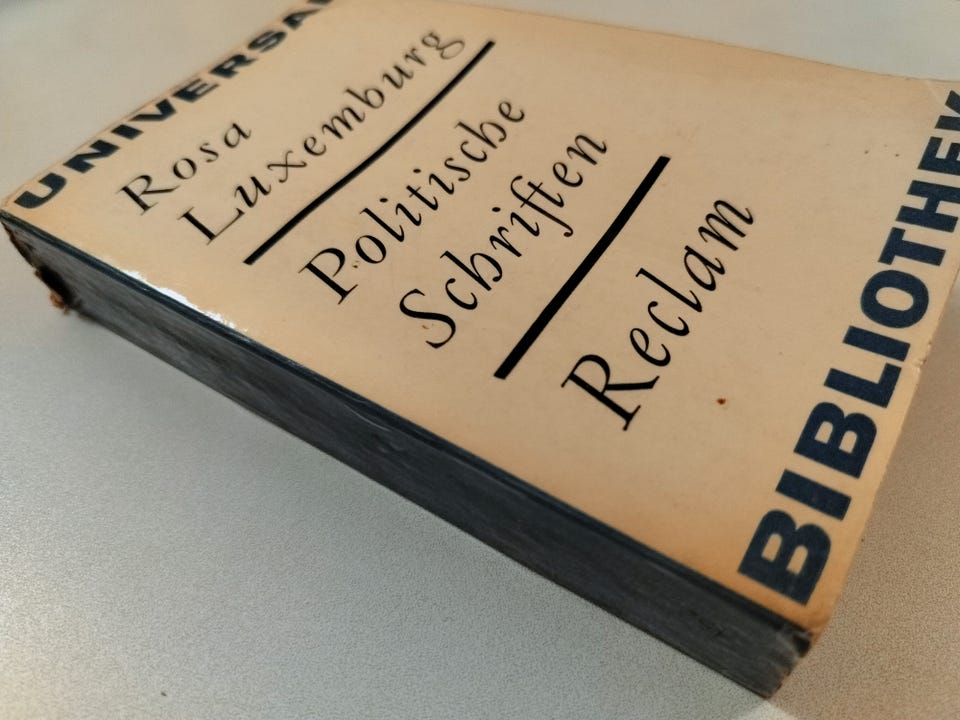 UNIVERSAL
Rosa
Luxemburg
Politische
Schriften
Reclam
BIBLIOTHEK